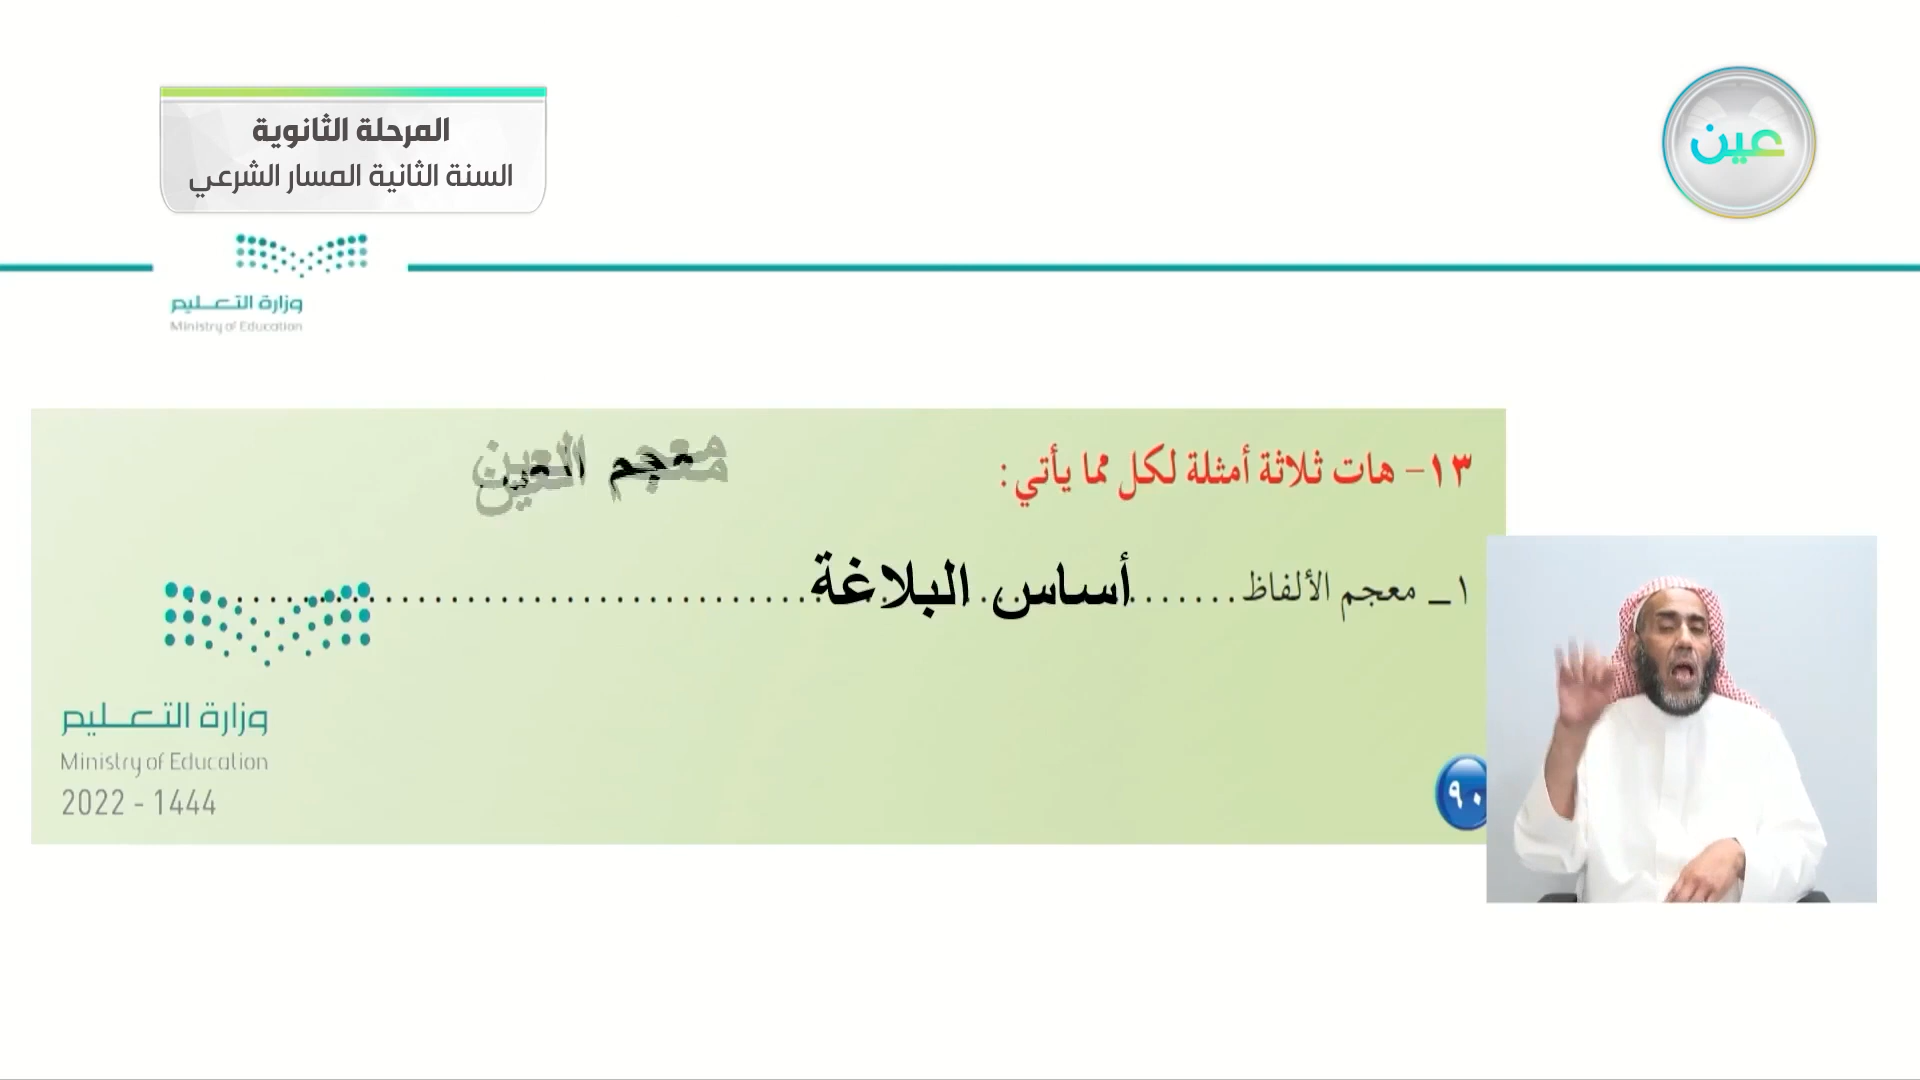 المرحلة الثانوية
السنة الثانية المسار الشرعي
عين
وزارة التعليم
Ministry of Education
١٣- هات ثلاثة أمثلة لكل مما يأتي:
معجم العين
١_ معجم الألفاظ أساس البلاغة
وزارة التعليم
Ministry of Education
2022 - 1444
٩٠